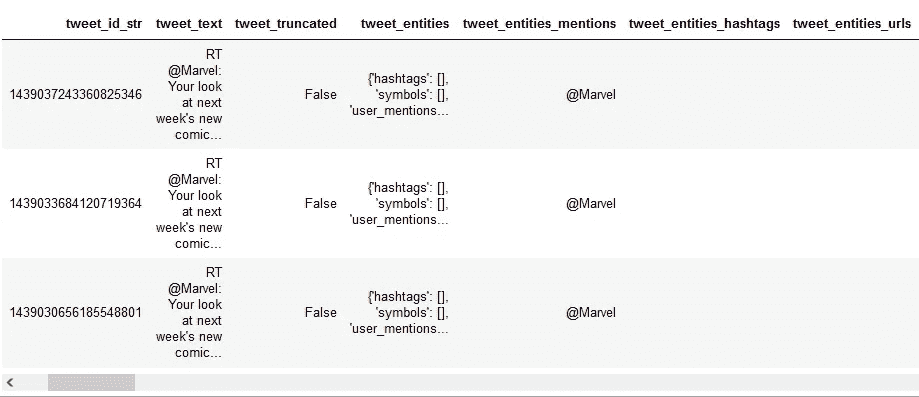 tweet_id_str tweet_text tweet_truncated tweet_entities tweet_entities_mentions tweet_entities_hashtags tweet_entities_urls
RT
@Marvel:
Your look
at next
week's new
comic...
1439037243360825346
False
{'hashtags': [],
'symbols': [],
'user_mentions...
@Marvel
RT
@Marvel:
Your look
at next
week's new
comic...
1439033684120719364
False
{'hashtags': [],
'symbols': [],
'user_mentions...
@Marvel
RT
@Marvel:
Your look
at next
week's new
comic...
1439030656185548801
False
{'hashtags': [],
'symbols': [],
'user_mentions...
@Marvel